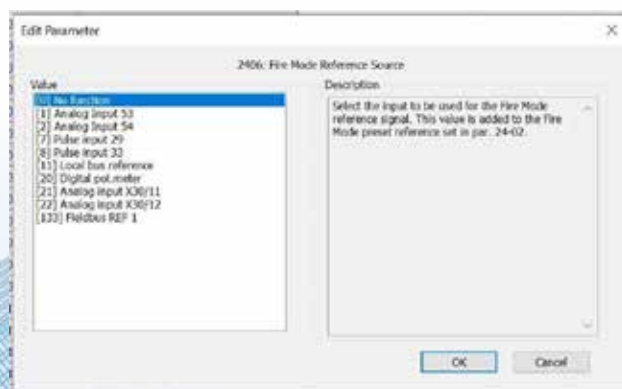 Edit Parameter
2406: Fire Mode Reference Source
Value
Description
[0] No function
[1] Analog Input 53
[2] Analog Input 54
[7] Pulse input 29
[8] Pulse input 33
[11] Local bus reference
[20] Digital pot.meter
[21] Analog input X30/11
[22] Analog input X30/12
[133] Fieldbus REF 1
Select the input to be used for the Fire Mode
reference signal. This value is added to the Fire
Mode preset reference set in par. 24-02.
OK
Cancel